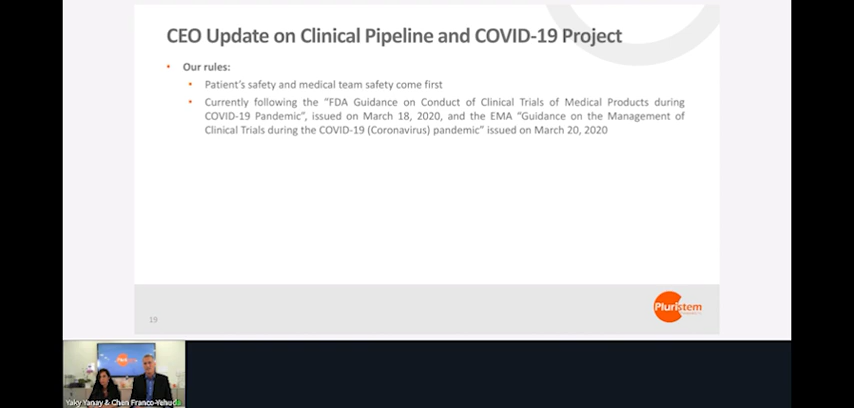 CEO Update on Clinical Pipeline and COVID-19 Project
• Our rules:
• Patient's safety and medical team safety come first
• Currently following the "FDA Guidance on Conduct of Clinical Trials of Medical Products during
COVID-19 Pandemic", issued on March 18, 2020, and the EMA "Guidance on the Management of
Clinical Trials during the COVID-19 (Coronavirus) pandemic" issued on March 20, 2020
Pluristem
19
Yaky Yanay & Chen Franco-Yehuda